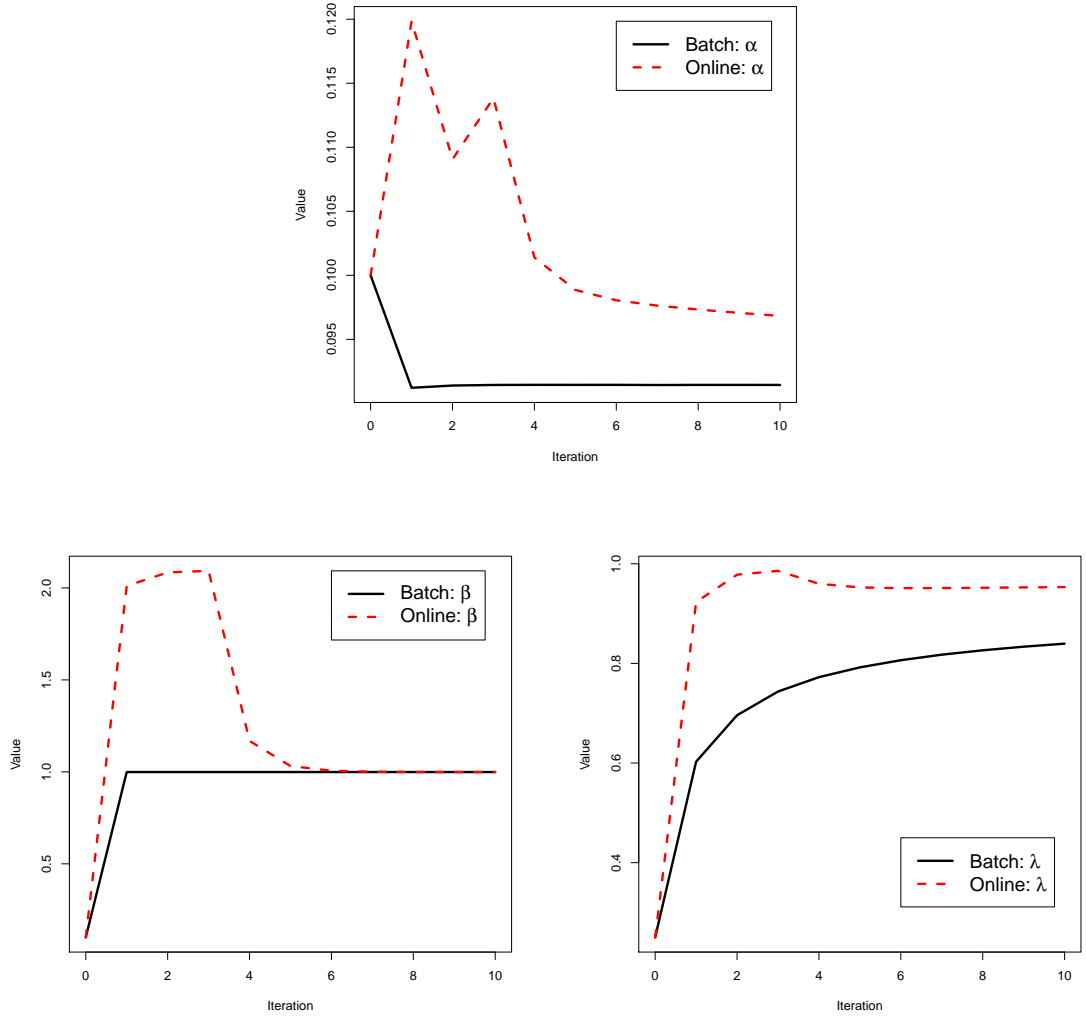 Batch: α
Online: α
Value
0.095
0.100
0.105
0.110
0.115
0.120
0 2 4 6 8 10
Iteration
Batch: β
Online: β
Value
0.5
1.0
1.5
2.0
0 2 4 6 8 10
Iteration
Batch: λ
Online: λ
Value
0.4
0.6
0.8
1.0
0 2 4 6 8 10
Iteration